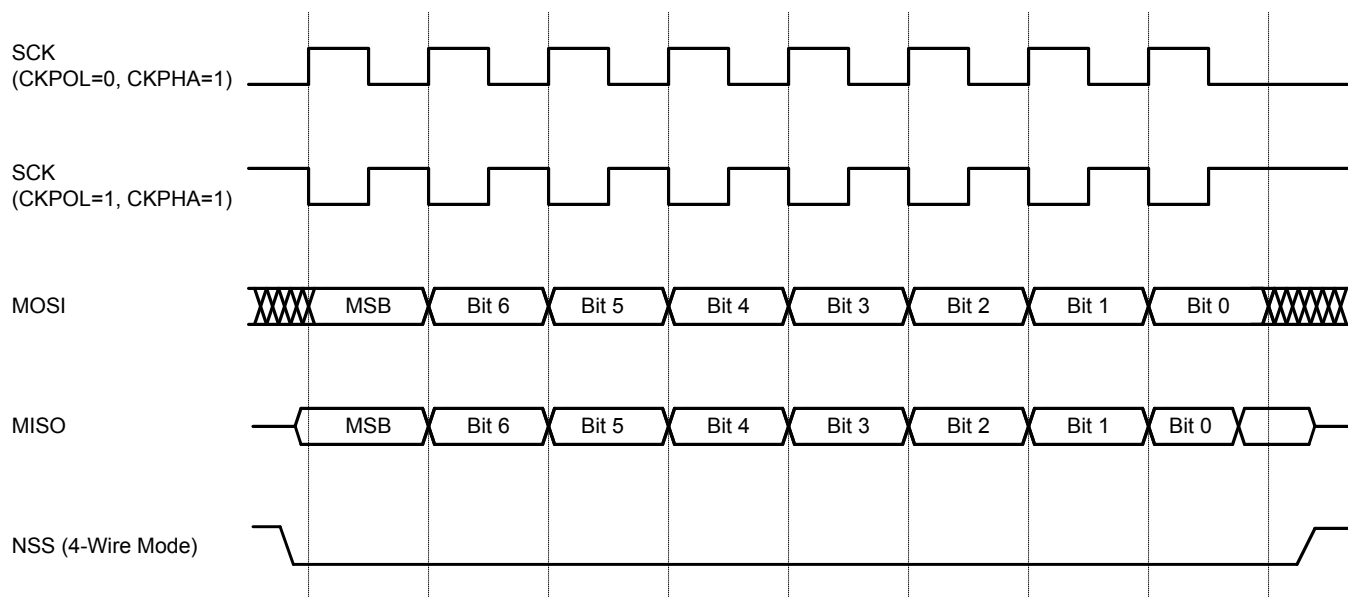 SCK
(CKPOL=0, CKPHA=1)
SCK
(CKPOL=1, CKPHA=1)
MOSI
MSB
Bit 6
Bit 5
Bit 4
Bit 3
Bit 2
Bit 1
Bit 0
MISO
MSB
Bit 6
Bit 5
Bit 4
Bit 3
Bit 2
Bit 1
Bit 0
NSS (4-Wire Mode)